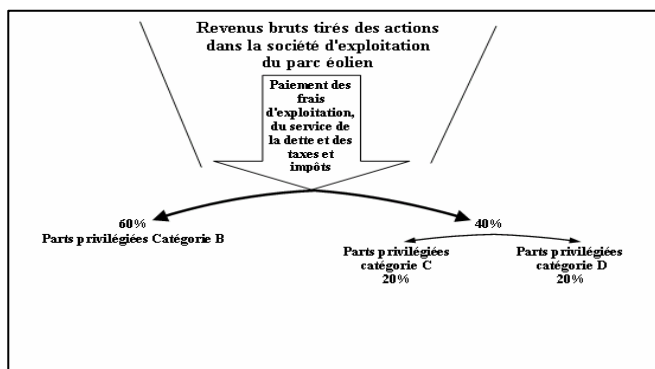 Revenus bruts tirés des actions
dans la société d'exploitation
du parc éolien
Paiement des
frais
d'exploitation,
du service de
la dette et des
taxes et
impôts
60%
Parts privilégiées Catégorie B
40%
Parts privilégiées
catégorie C
20%
Parts privilégiées
catégorie D
20%